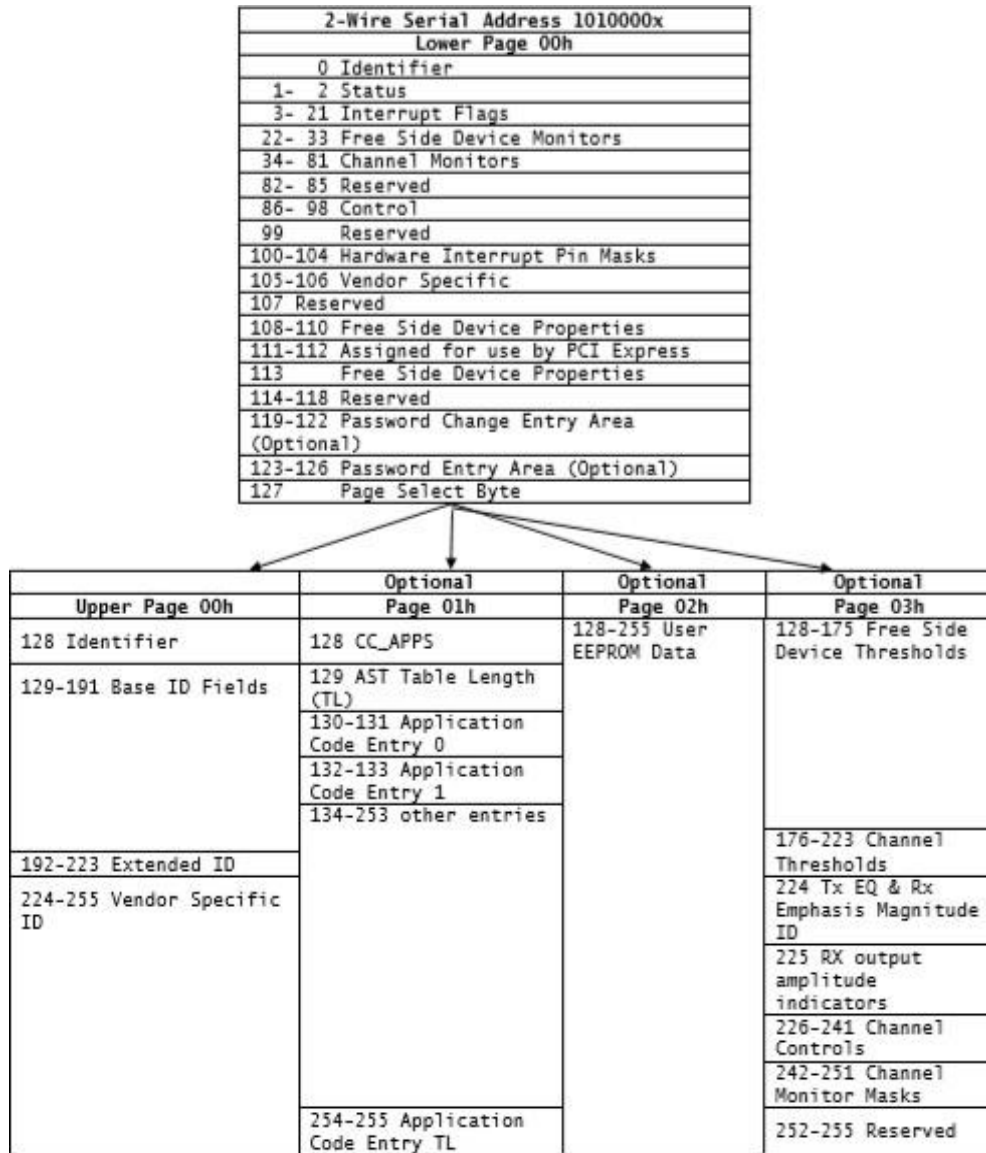 2-Wire Serial Address 1010000x
Lower Page 00h
0 Identifier
1- 2 Status
3- 21 Interrupt Flags
22- 33 Free Side Device Monitors
34- 81 Channel Monitors
82- 85 Reserved
86- 98 Control
99 Reserved
100-104 Hardware Interrupt Pin Masks
105-106 Vendor Specific
107 Reserved
108-110 Free Side Device Properties
111-112 Assigned for use by PCI Express
113 Free Side Device Properties
114-118 Reserved
119-122 Password Change Entry Area
(Optional)
123-126 Password Entry Area (Optional)
127 Page Select Byte
Upper Page 00h
128 Identifier
129-191 Base ID Fields
192-223 Extended ID
224-255 Vendor Specific
ID
Optional
Page 01h
128 CC_APPS
129 AST Table Length
(TL)
130-131 Application
Code Entry 0
132-133 Application
Code Entry 1
134-253 other entries
254-255 Application
Code Entry TL
Optional
Page 02h
128-255 User
EEPROM Data
Optional
Page 03h
128-175 Free Side
Device Thresholds
176-223 Channel
Thresholds
224 Tx EQ & Rx
Emphasis Magnitude
ID
225 RX output
amplitude
indicators
226-241 Channel
Controls
242-251 Channel
Monitor Masks
252-255 Reserved